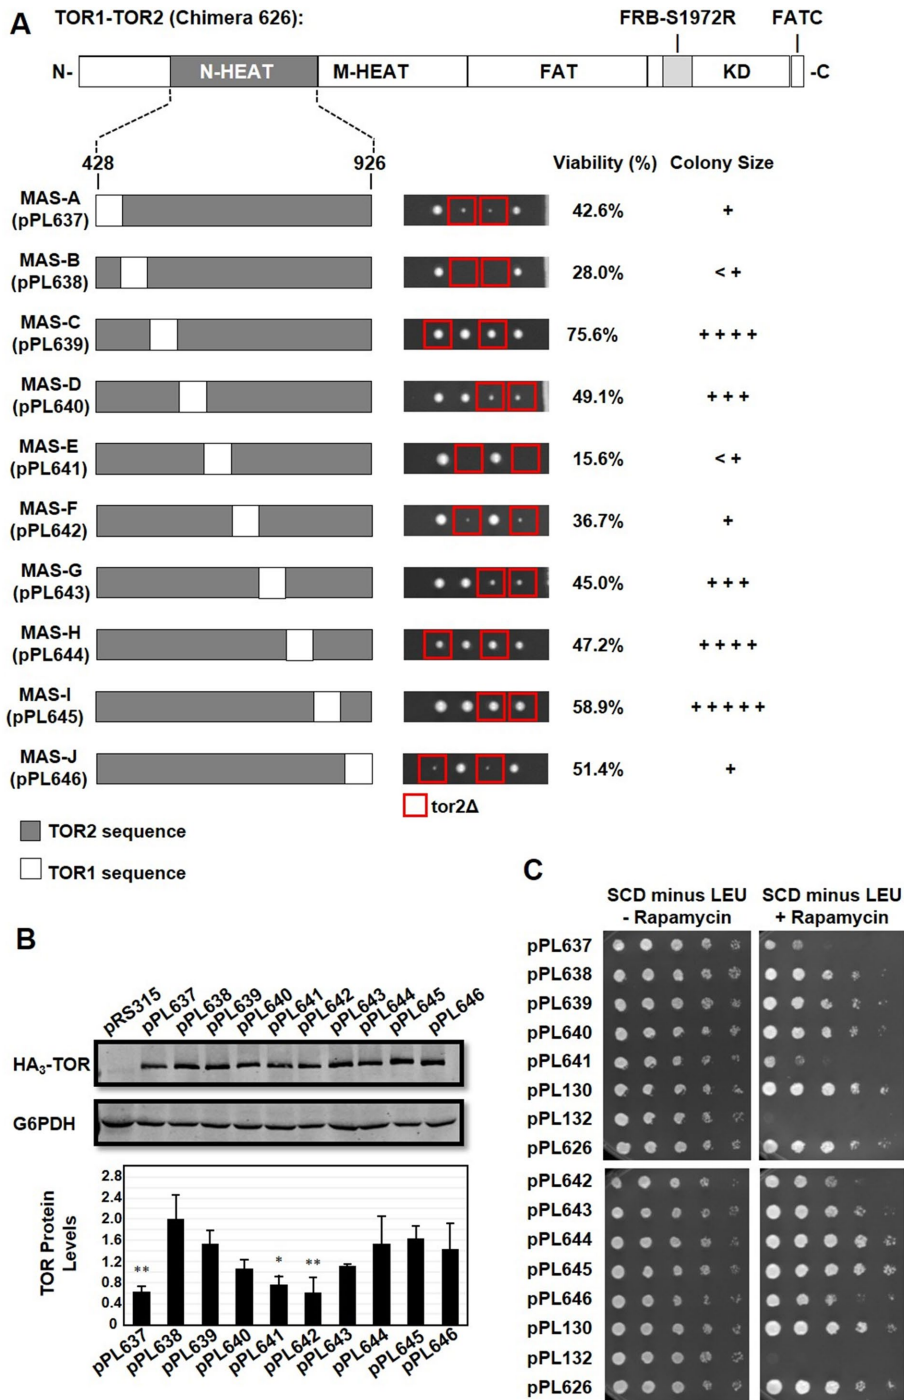 A
TOR1-TOR2 (Chimera 626):
FRB-S1972R FATC
N- N-HEAT M-HEAT FAT KD -C
428 926
Viability (%) Colony Size
MAS-A
(pPL637) 42.6% +
MAS-B
(pPL638) 28.0% < +
MAS-C
(pPL639) 75.6% + + + +
MAS-D
(pPL640) 49.1% + + +
MAS-E
(pPL641) 15.6% < +
MAS-F
(pPL642) 36.7% +
MAS-G
(pPL643) 45.0% + + +
MAS-H
(pPL644) 47.2% + + + +
MAS-I
(pPL645) 58.9% + + + + +
MAS-J
(pPL646) 51.4% +
tor2Δ
TOR2 sequence
TOR1 sequence
B
pRS315 pPL637 pPL638 pPL639 pPL640 pPL641 pPL642 pPL643 pPL644 pPL645 pPL646
HA3-TOR
G6PDH
TOR Protein
Levels
2.8
2.4
2.0
1.6
1.2
0.8
0.4
0
** * **
pPL637 pPL638 pPL639 pPL640 pPL641 pPL642 pPL643 pPL644 pPL645 pPL646
C
SCD minus LEU SCD minus LEU
- Rapamycin + Rapamycin
pPL637
pPL638
pPL639
pPL640
pPL641
pPL130
pPL132
pPL626
pPL642
pPL643
pPL644
pPL645
pPL646
pPL130
pPL132
pPL626